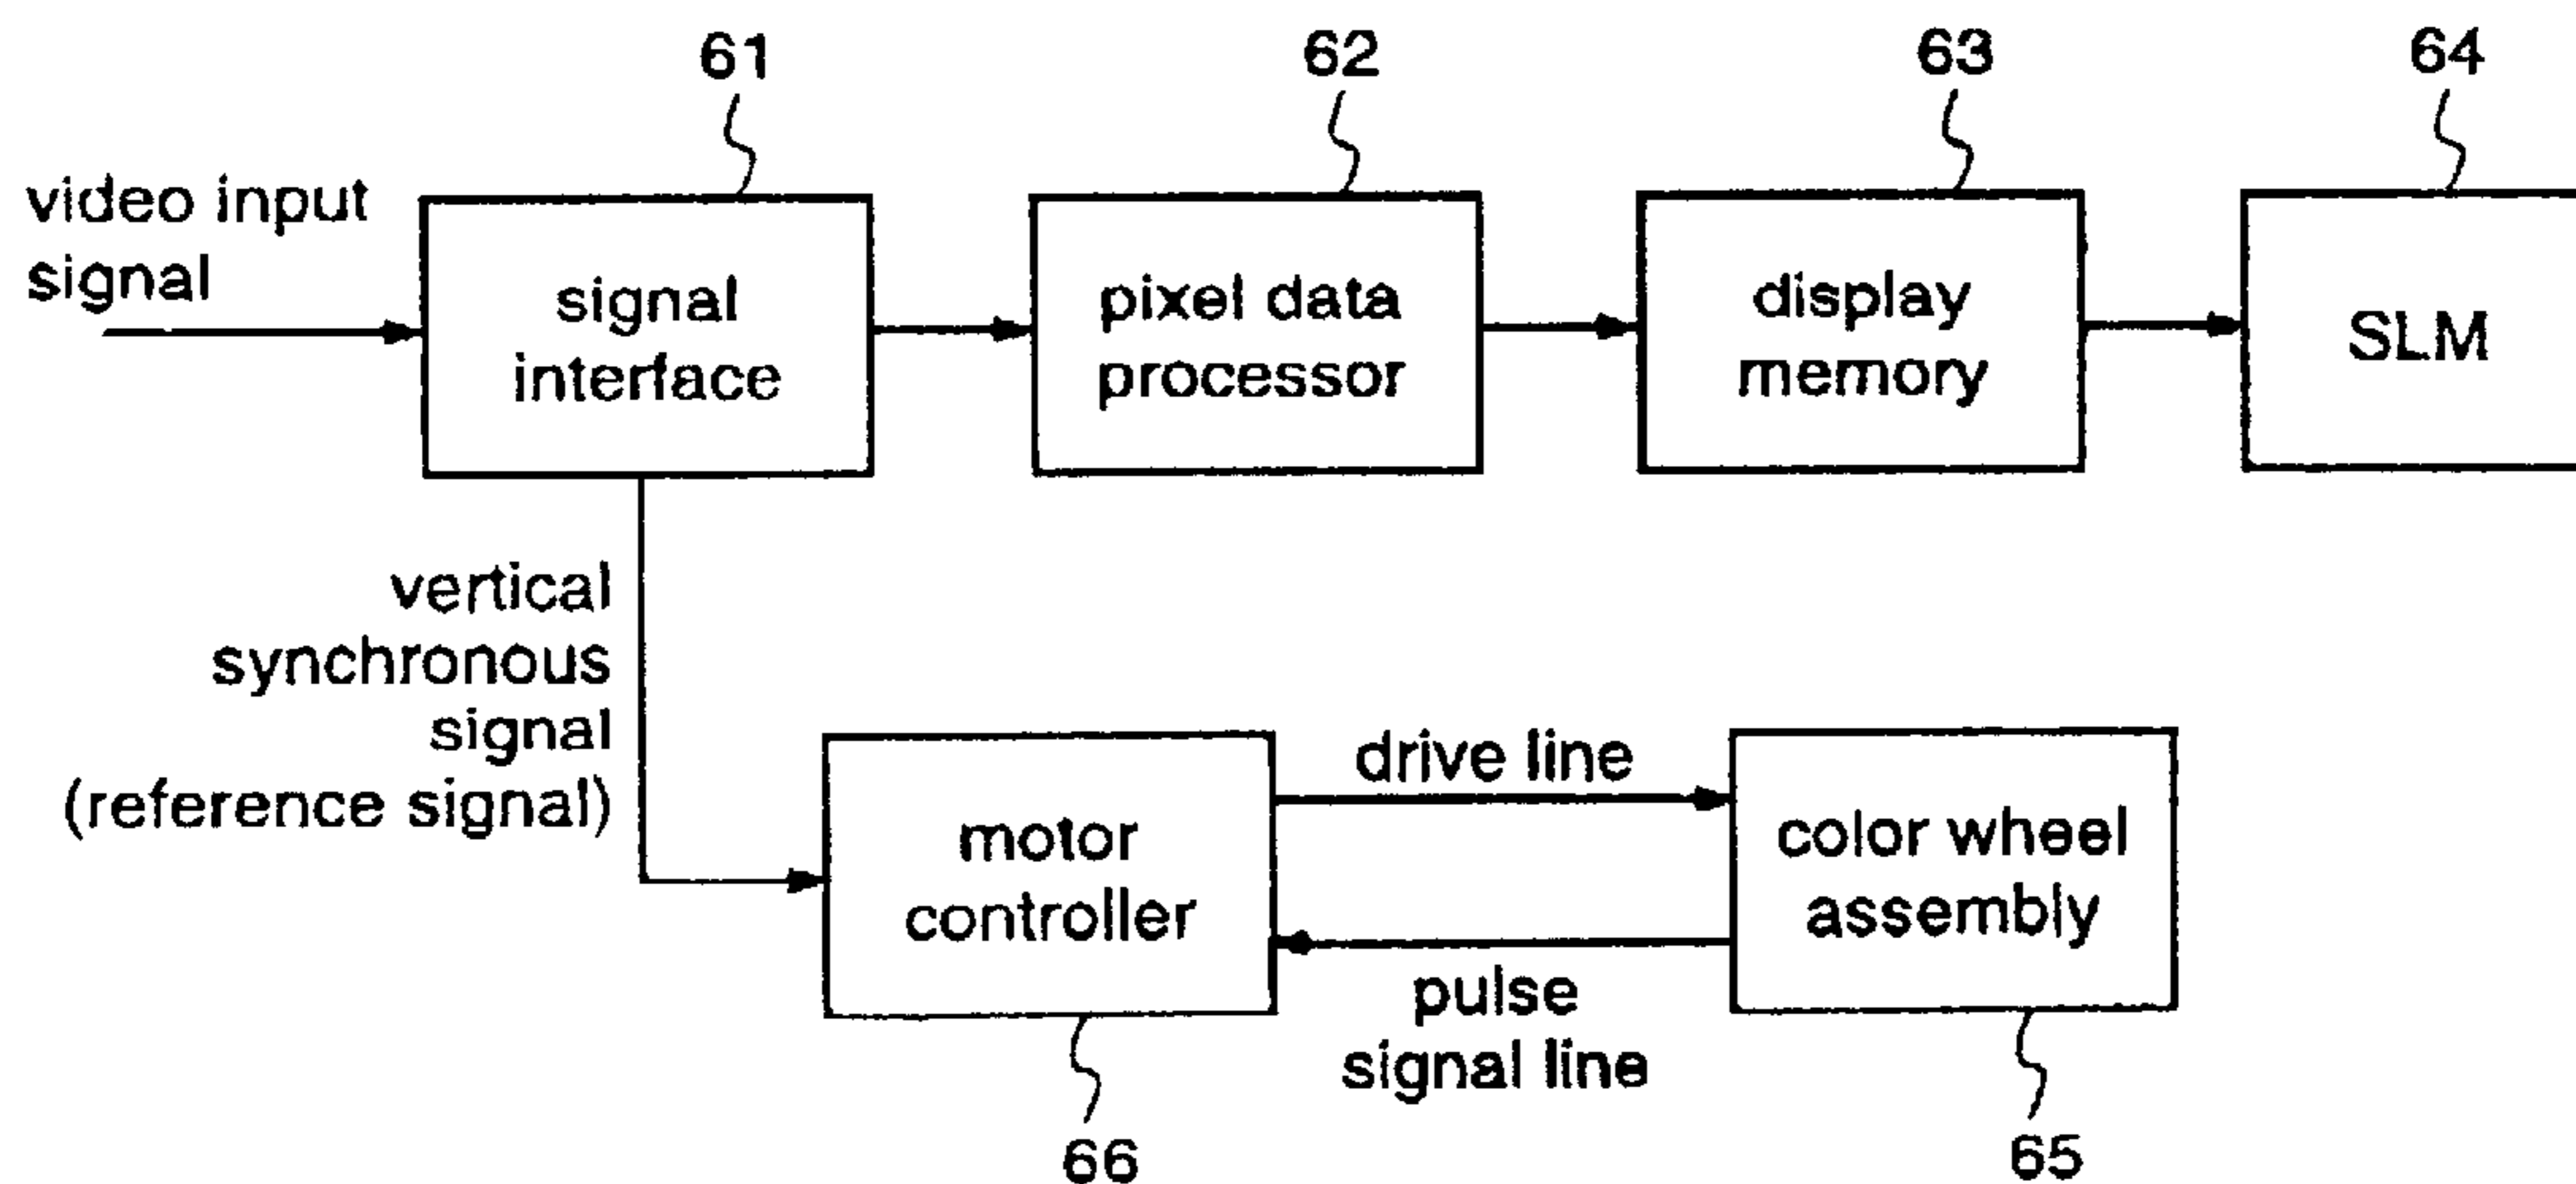 61
62
63
64
video input
signal
signal
interface
pixel data
processor
display
memory
SLM
vertical
synchronous
signal
(reference signal)
motor
controller
drive line
pulse
signal line
color wheel
assembly
66
65